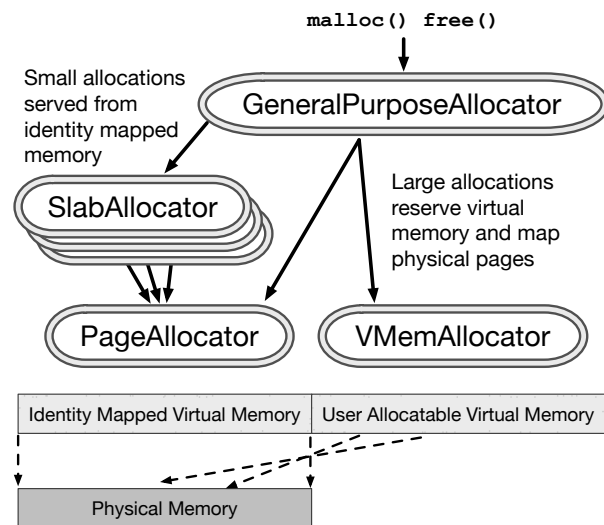 malloc() free()
Small allocations
served from
identity mapped
memory
GeneralPurposeAllocator
SlabAllocator
Large allocations
reserve virtual
memory and map
physical pages
PageAllocator
VMemAllocator
Identity Mapped Virtual Memory
User Allocatable Virtual Memory
Physical Memory